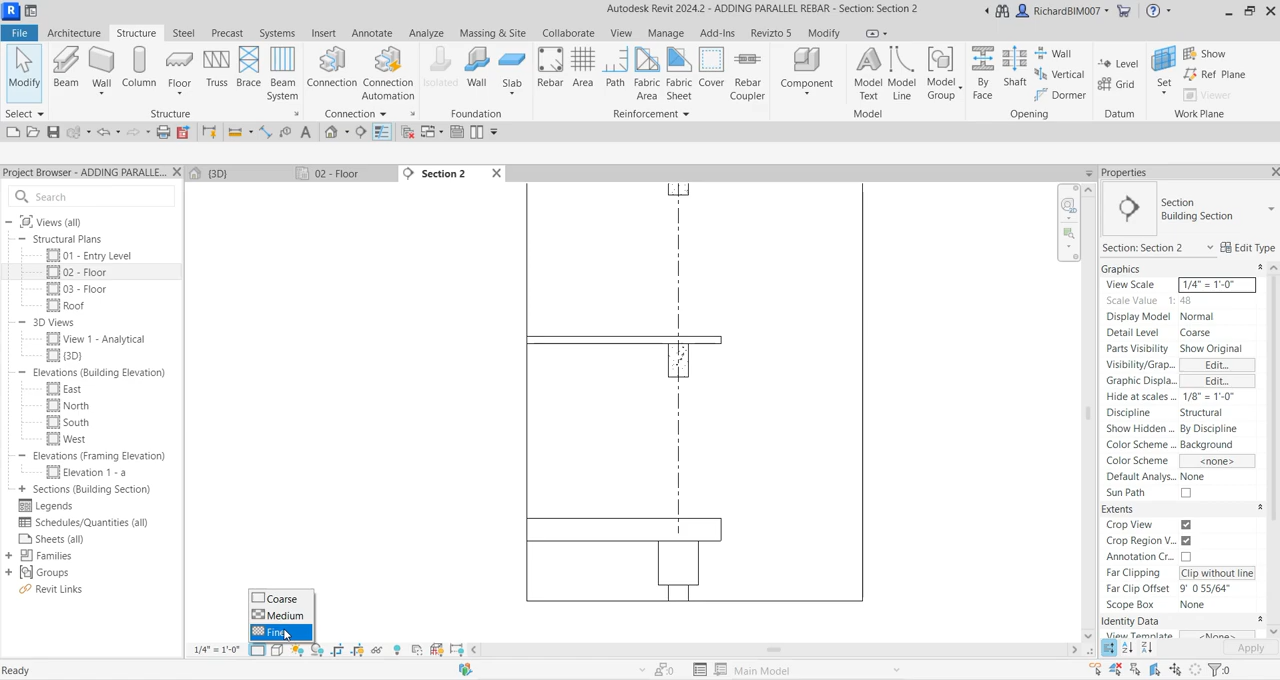 Autodesk Revit 2024.2 - ADDING PARALLEL REBAR - Section: Section 2
RichardBIM007
File Architecture Structure Steel Precast Systems Insert Annotate Analyze Massing & Site Collaborate View Manage Add-Ins Revizto 5 Modify
Modify Beam Wall Column Floor Truss Brace Beam System Connection Connection Automation Isolated Wall Slab Rebar Area Path Fabric Area Fabric Sheet Cover Rebar Coupler Component Model Text Model Line Model Group By Face Shaft Wall Vertical Dormer Level Grid Set Show Ref Plane Viewer
Select Structure Connection Foundation Reinforcement Model Opening Datum Work Plane
Project Browser - ADDING PARALLE...
{3D} 02 - Floor Section 2
Search
Views (all)
Structural Plans
01 - Entry Level
02 - Floor
03 - Floor
Roof
3D Views
View 1 - Analytical
{3D}
Elevations (Building Elevation)
East
North
South
West
Elevations (Framing Elevation)
Elevation 1 - a
Sections (Building Section)
Legends
Schedules/Quantities (all)
Sheets (all)
Families
Groups
Revit Links
Coarse
Medium
Fine
1/4" = 1'-0"
Properties
Section
Building Section
Section: Section 2 Edit Type
Graphics
View Scale 1/4" = 1'-0"
Scale Value 1: 48
Display Model Normal
Detail Level Coarse
Parts Visibility Show Original
Visibility/Grap... Edit...
Graphic Displa... Edit...
Hide at scales ... 1/8" = 1'-0"
Discipline Structural
Show Hidden ... By Discipline
Color Scheme ... Background
Color Scheme <none>
Default Analys... None
Sun Path
Extents
Crop View
Crop Region V...
Annotation Cr...
Far Clipping Clip without line
Far Clip Offset 9' 0 55/64"
Scope Box None
Identity Data
View Template <None>
Apply
Ready :0 Main Model :0